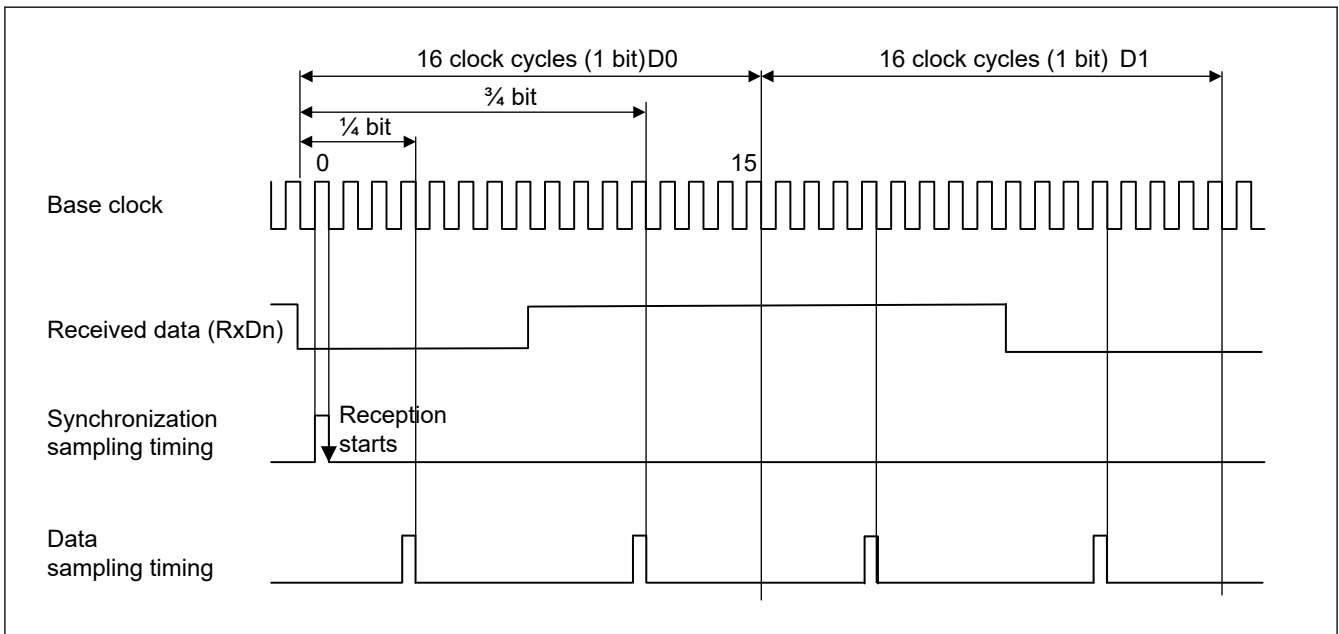 16 clock cycles (1 bit)D0
16 clock cycles (1 bit) D1
¾ bit
¼ bit
0
15
Base clock
Received data (RxDn)
Synchronization
sampling timing
Reception
starts
Data
sampling timing